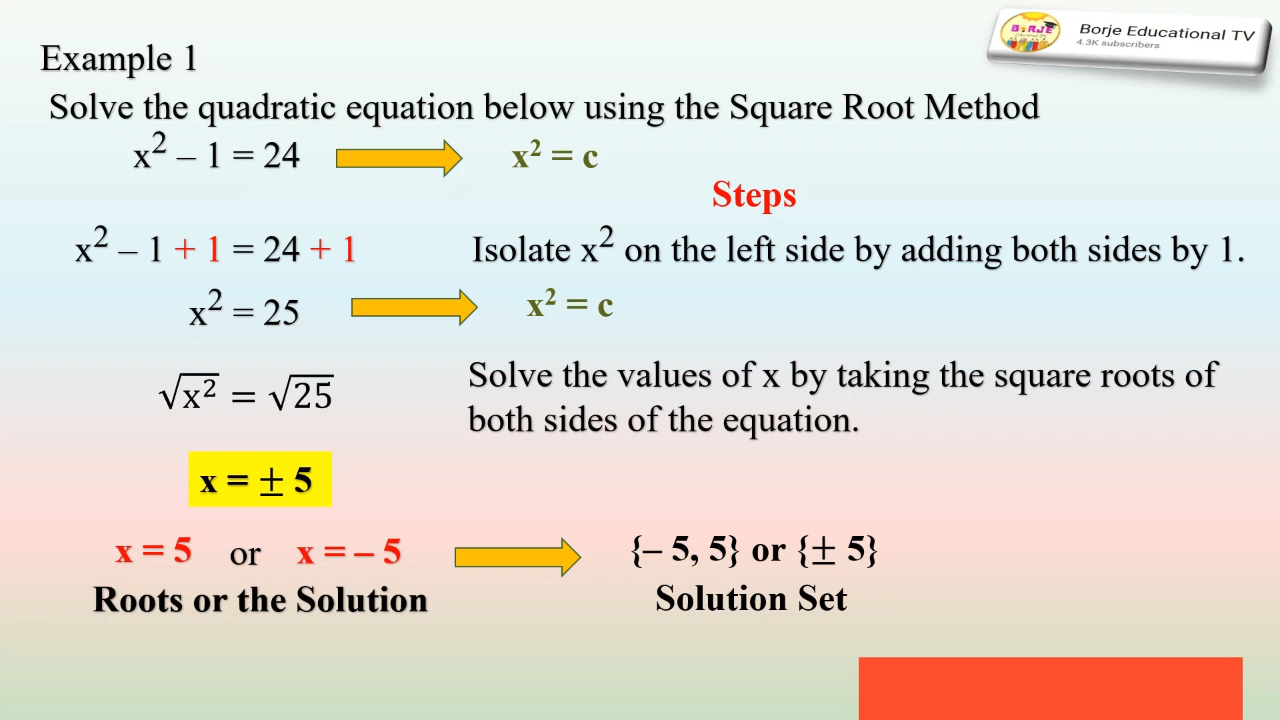 BORJE
Borje Educational TV
4.3K subscribers
Example 1
Solve the quadratic equation below using the Square Root Method
x² – 1 = 24 x² = c
Steps
x² – 1 + 1 = 24 + 1 Isolate x² on the left side by adding both sides by 1.
x² = 25 x² = c
√x² = √25 Solve the values of x by taking the square roots of
both sides of the equation.
x = ± 5
x = 5 or x = – 5 {– 5, 5} or {± 5}
Roots or the Solution Solution Set